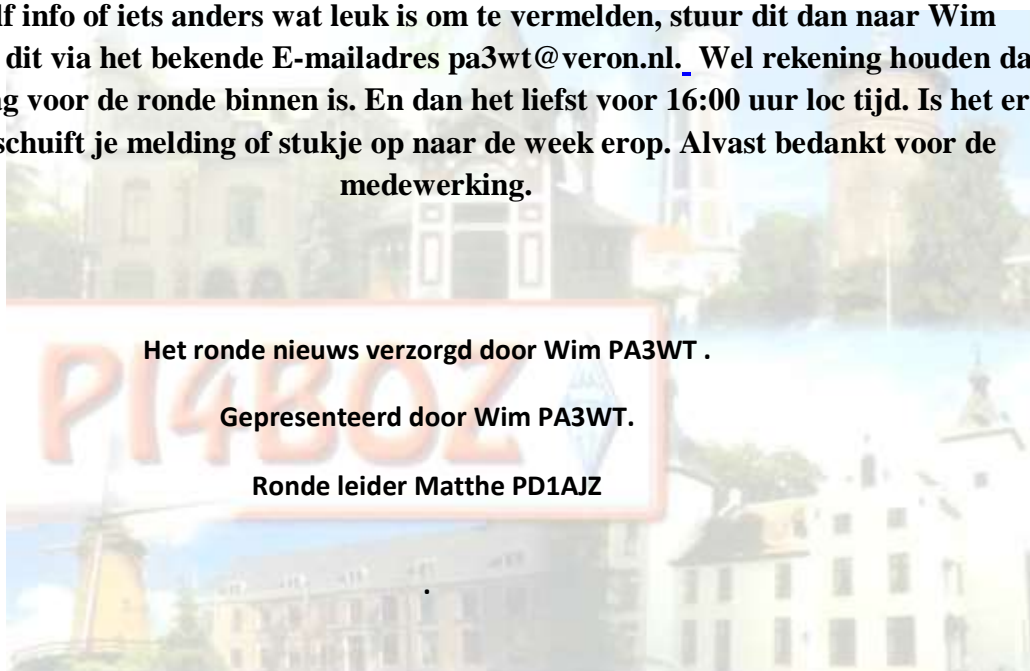 lf info of iets anders wat leuk is om te vermelden, stuur dit dan naar Wim
dit via het bekende E-mailadres pa3wt@veron.nl. Wel rekening houden da
g voor de ronde binnen is. En dan het liefst voor 16:00 uur loc tijd. Is het er
schuift je melding of stukje op naar de week erop. Alvast bedankt voor de
medewerking.
Het ronde nieuws verzorgd door Wim PA3WT .
PI4BOZ
Gepresenteerd door Wim PA3WT.
Ronde leider Matthe PD1AJZ
.